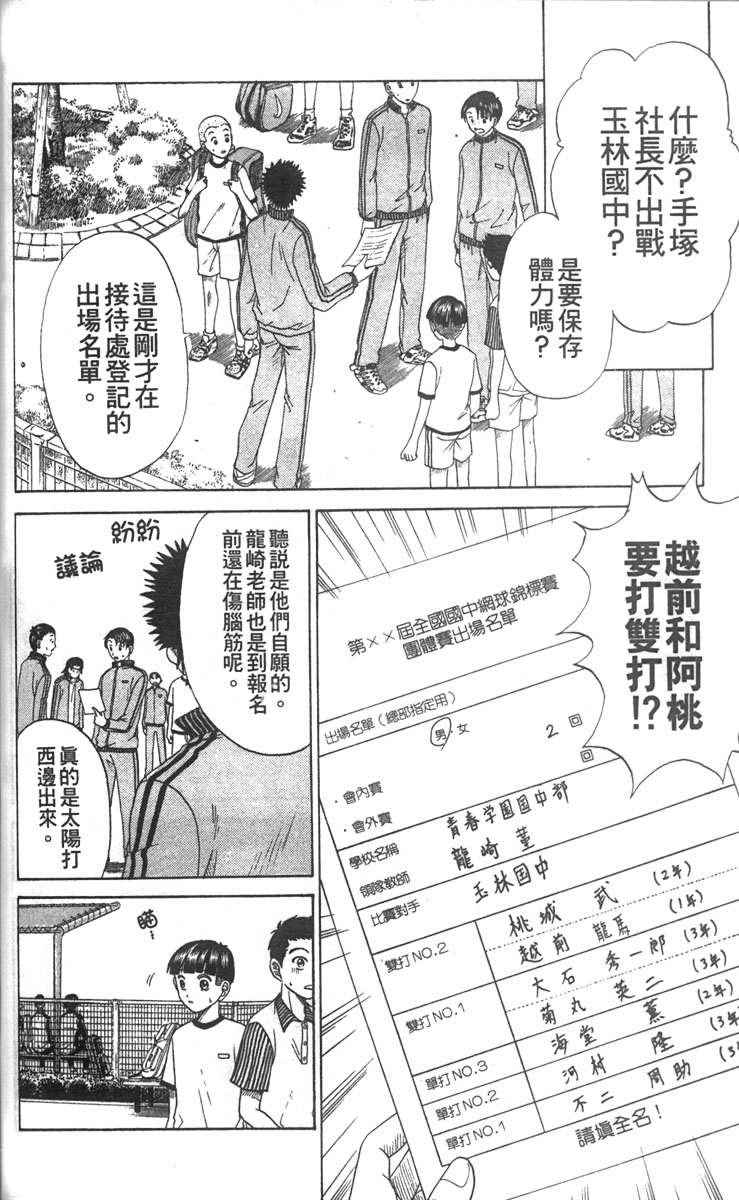 什麼？手塚
社長不出戰
玉林國中？
是要保存
體力嗎？
這是剛才在
接待處登記的
出場名單。
越前和阿桃
要打雙打!?
第××屆全國國中網球錦標賽
團體賽出場名單
出場名單（總部指定用）
男 女 2 回
・會內賽
・會外賽 回
學校名稱 青春学園国中部
領隊教師 龍崎 菫
比賽對手 玉林国中
雙打NO.2 桃城 武 (2年)
越前 龍馬 (1年)
雙打NO.1 大石 秀一郎 (3年)
菊丸 英二 (3年)
單打NO.3 海堂 薰 (2年)
單打NO.2 河村 隆 (3年
單打NO.1 不二 周助 (3
請填全名！
聽說是他們自願的。
龍崎老師也是到報名
前還在傷腦筋呢。
紛紛
議論
真的是太陽打
西邊出來。
瞄…